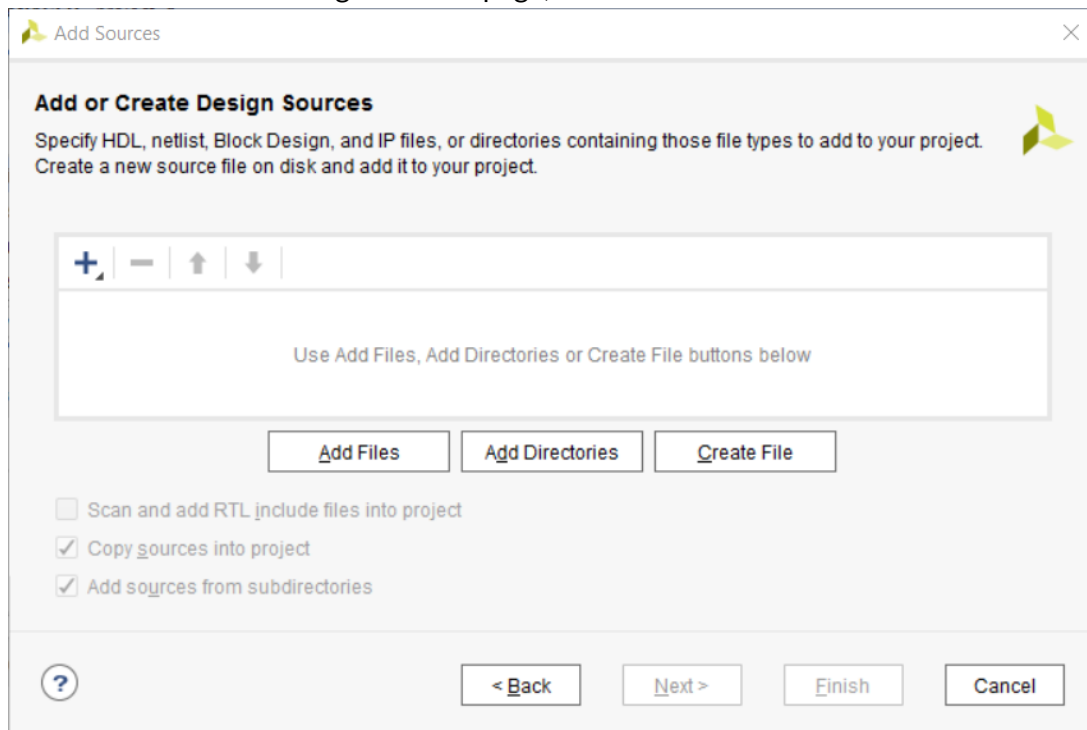 Add Sources
Add or Create Design Sources
Specify HDL, netlist, Block Design, and IP files, or directories containing those file types to add to your project.
Create a new source file on disk and add it to your project.
Use Add Files, Add Directories or Create File buttons below
Add Files
Add Directories
Create File
Scan and add RTL include files into project
Copy sources into project
Add sources from subdirectories
?
< Back
Next >
Finish
Cancel